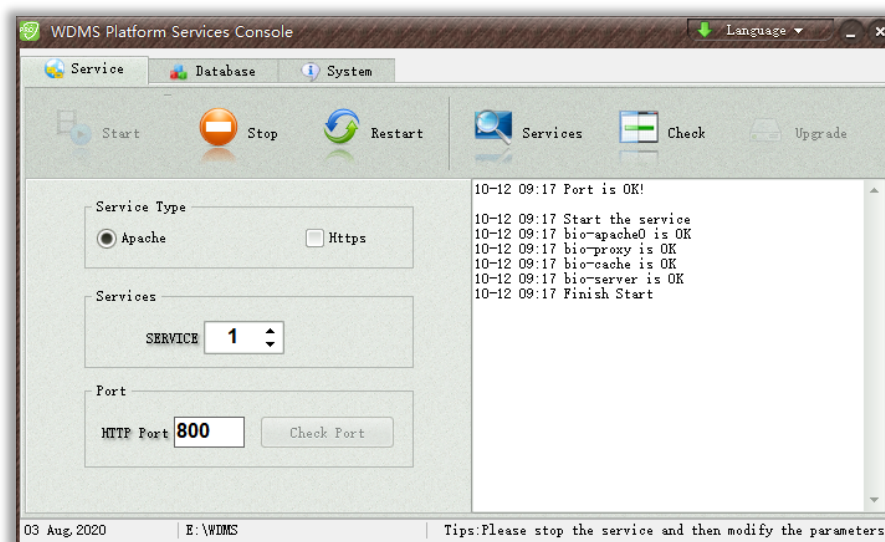 WDMS Platform Services Console
Language
Service
Database
System
Start
Stop
Restart
Services
Check
Upgrade
Service Type
Apache
Https
Services
SERVICE
1
Port
HTTP Port
800
Check Port
10-12 09:17 Port is OK!
10-12 09:17 Start the service
10-12 09:17 bio-apache0 is OK
10-12 09:17 bio-proxy is OK
10-12 09:17 bio-cache is OK
10-12 09:17 bio-server is OK
10-12 09:17 Finish Start
03 Aug,2020
E:\WDMS
Tips:Please stop the service and then modify the parameters